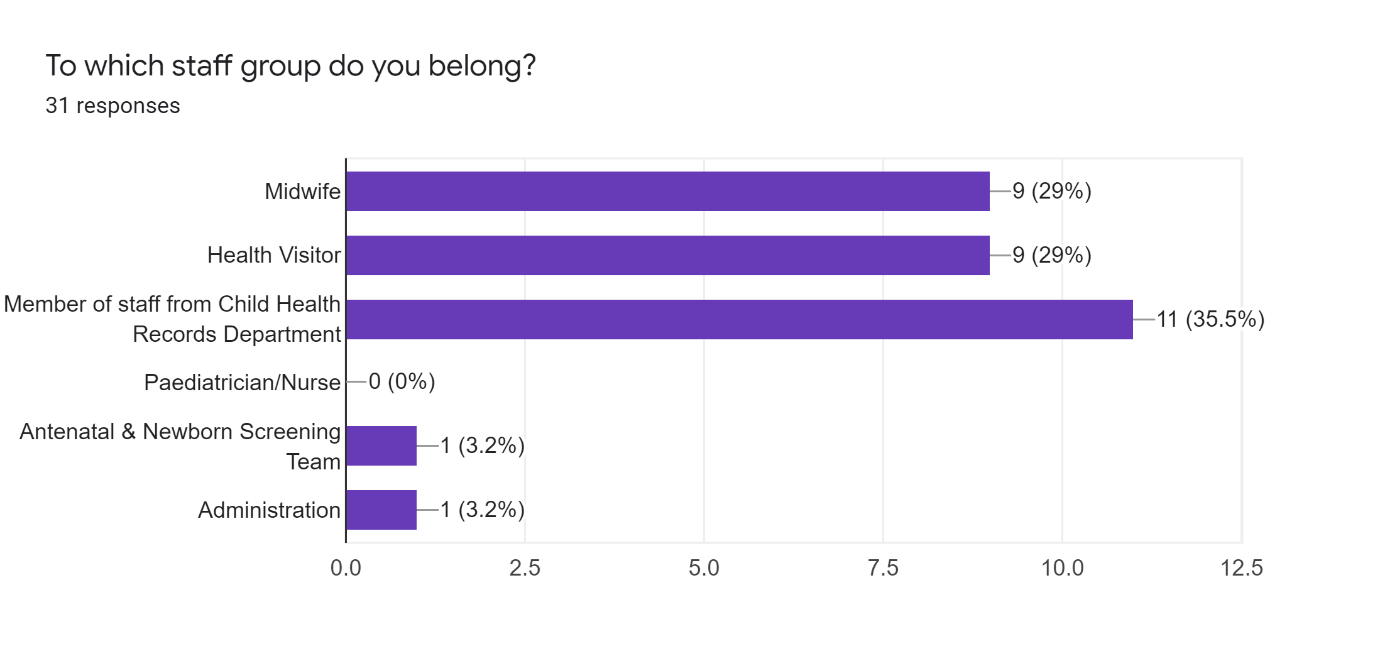 To which staff group do you belong?
31 responses
Midwife
9 (29%)
Health Visitor
9 (29%)
Member of staff from Child Health
Records Department
11 (35.5%)
Paediatrician/Nurse
0 (0%)
Antenatal & Newborn Screening
Team
1 (3.2%)
Administration
1 (3.2%)
0.0 2.5 5.0 7.5 10.0 12.5